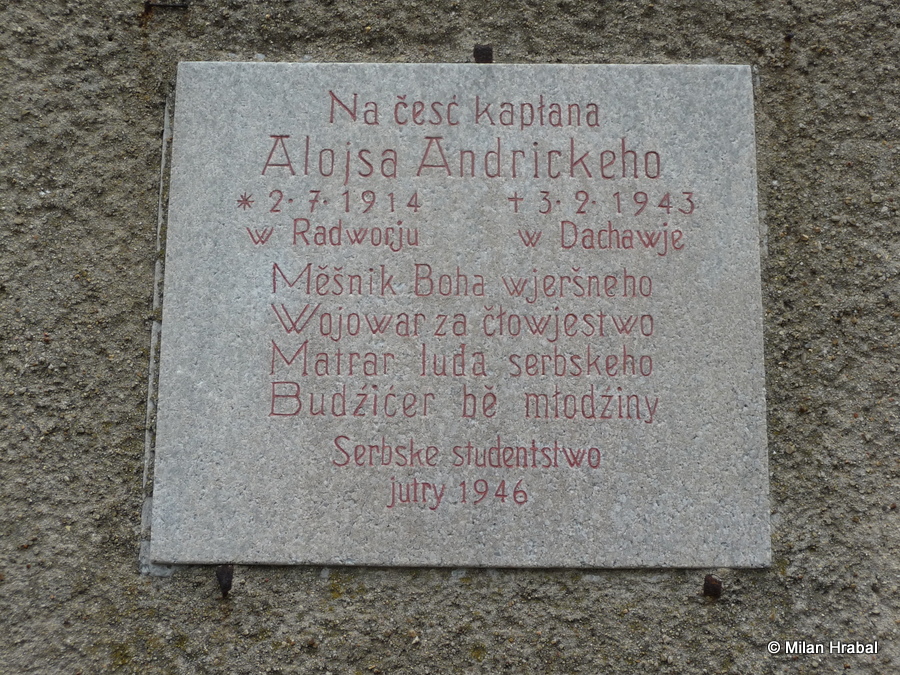 Na česć kapłana
Alojsa Andrickeho
* 2. 7. 1914 † 3. 2. 1943
w Radworju w Dachawje
Měšnik Boha wjeršneho
Wojowar za čłowjestwo
Matrar luda serbskeho
Budźićer bě młodźiny
Serbske studentstwo
jutry 1946
© Milan Hrabal